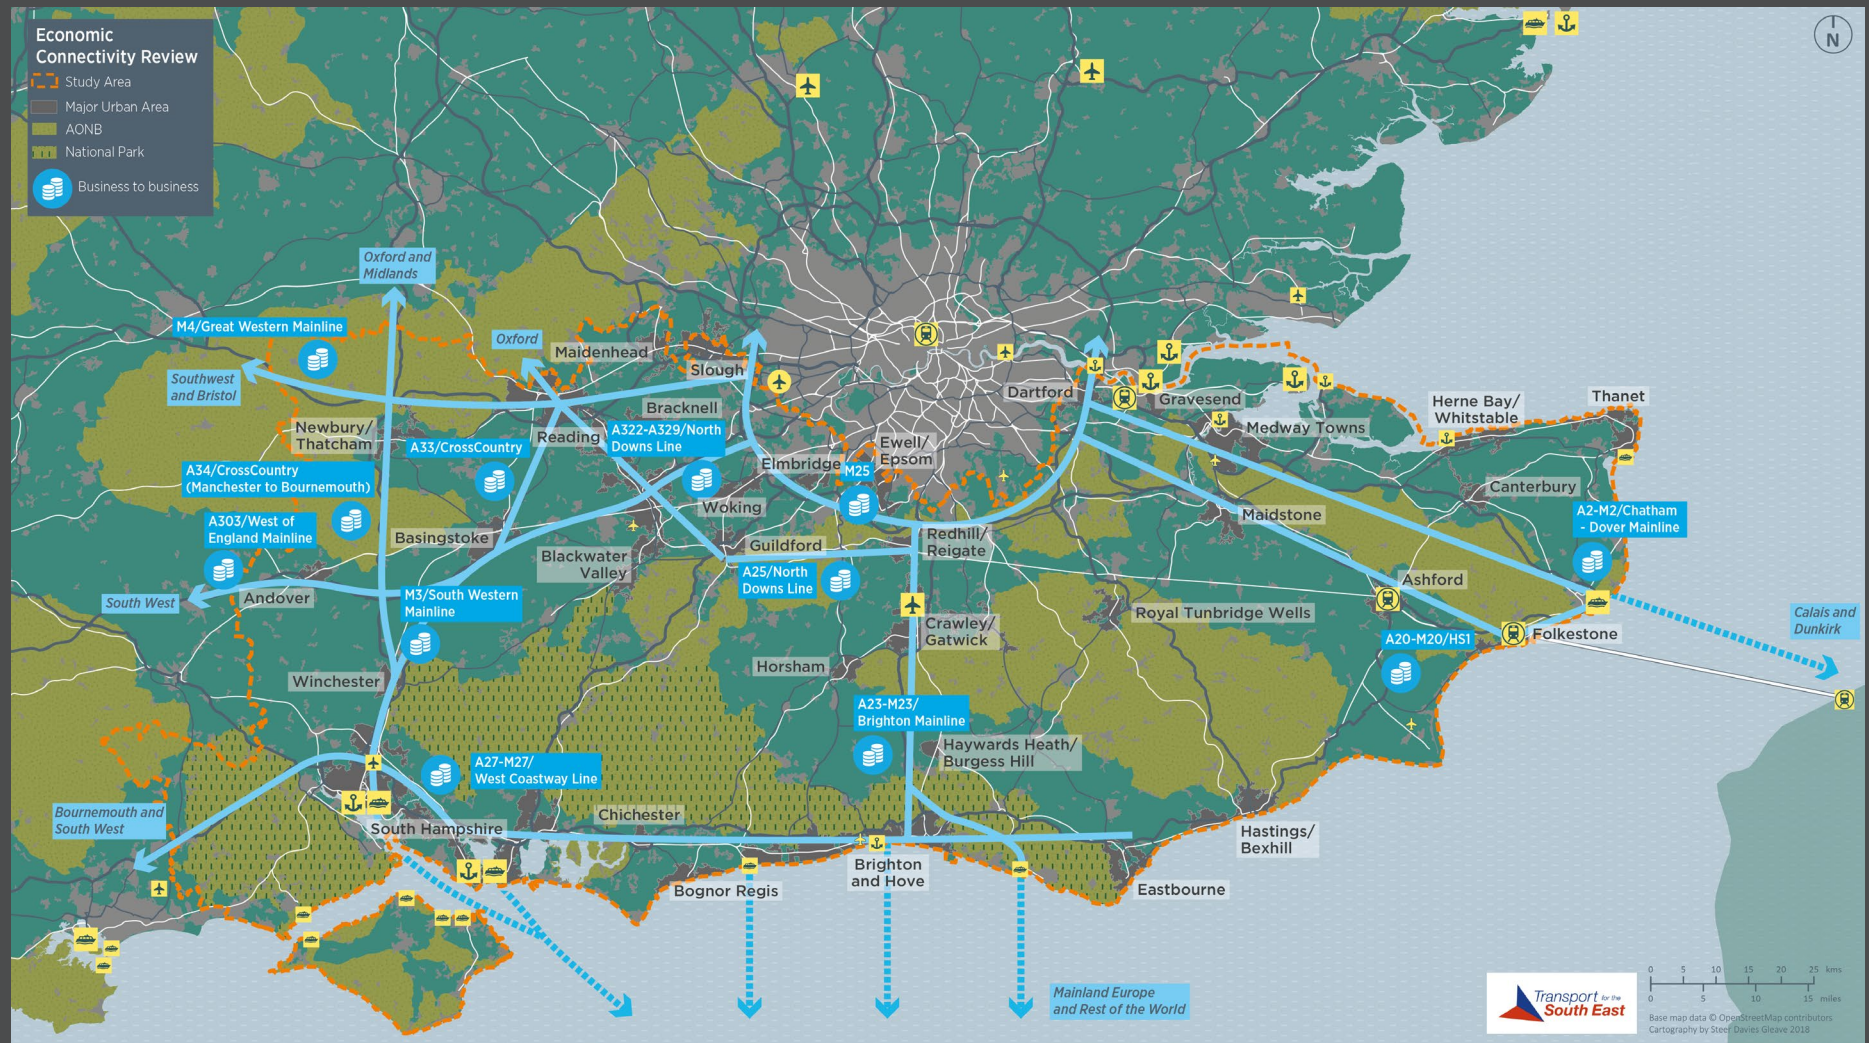 Economic
Connectivity Review
Study Area
Major Urban Area
AONB
National Park
Business to business
N
Oxford and
Midlands
M4/Great Western Mainline
Oxford
Maidenhead
Slough
Southwest
and Bristol
Dartford
Gravesend
Herne Bay/
Whitstable
Thanet
Bracknell
Newbury/
Thatcham
A33/CrossCountry
Reading
A322-A329/North
Downs Line
Medway Towns
Ewell/
Epsom
Elmbridge
M25
A34/CrossCountry
(Manchester to Bournemouth)
Woking
Canterbury
Maidstone
A2-M2/Chatham
- Dover Mainline
A303/West of
England Mainline
Basingstoke
Blackwater
Valley
Guildford
Redhill/
Reigate
A25/North
Downs Line
Ashford
South West
Andover
M3/South Western
Mainline
Royal Tunbridge Wells
Crawley/
Gatwick
Calais and
Dunkirk
A20-M20/HS1
Folkestone
Horsham
Winchester
A23-M23/
Brighton Mainline
Haywards Heath/
Burgess Hill
A27-M27/
West Coastway Line
Bournemouth and
South West
South Hampshire
Chichester
Hastings/
Bexhill
Brighton
and Hove
Bognor Regis
Eastbourne
Mainland Europe
and Rest of the World
Transport for the
South East
0 5 10 15 20 25 kms
0 5 10 15 miles
Base map data © OpenStreetMap contributors
Cartography by Steer Davies Gleave 2018